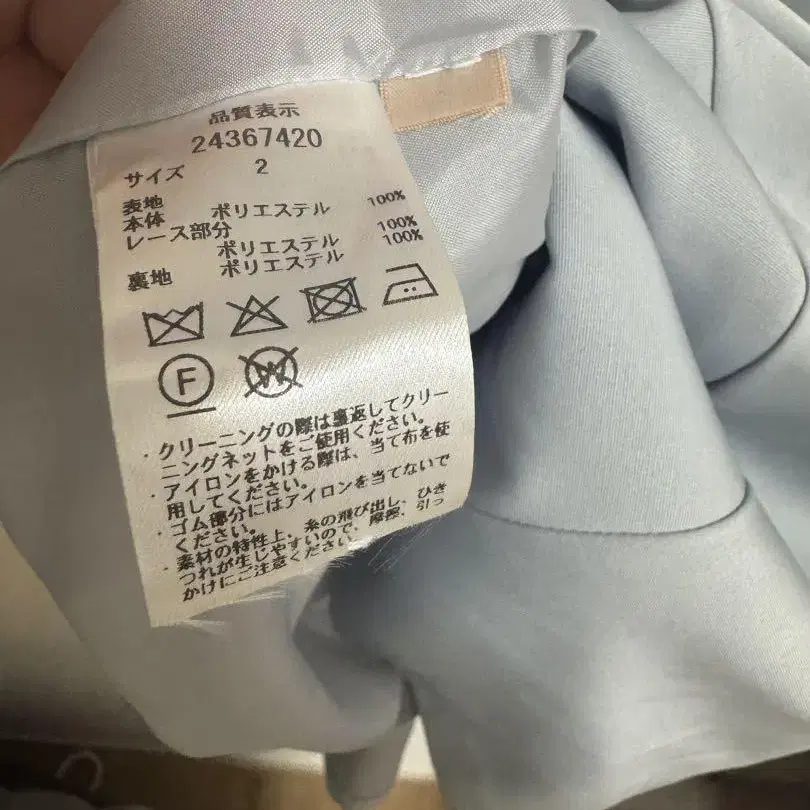 品質表示
24367420
サイズ 2
表地
本体 ポリエステル 100%
レース部分
ポリエステル 100%
裏地 ポリエステル 100%
F
W
・クリーニングの際は裏返してクリー
ニングネットをご使用ください。
・アイロンをかける際は、当て布を使
用してください。
・ゴム部分にはアイロンを当てないで
ください。
・素材の特性上、糸の飛び出し、ひき
つれが生じやすいので、摩擦、引っ
かけにご注意ください。